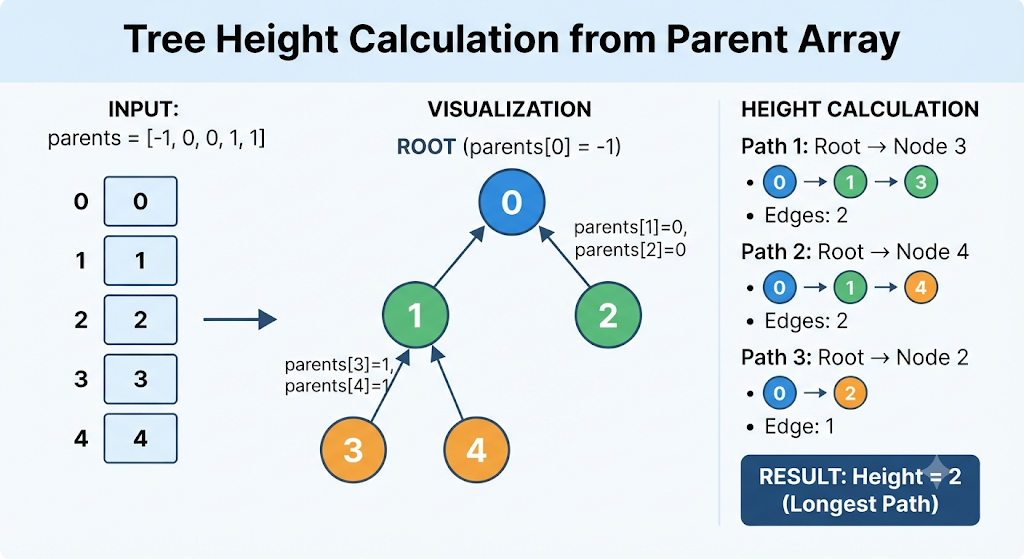 Tree Height Calculation from Parent Array
INPUT:
parents = [-1, 0, 0, 1, 1]
0 0
1 1
2 2
3 3
4 4
VISUALIZATION
ROOT (parents[0] = -1)
0
parents[1]=0,
parents[2]=0
1 2
parents[3]=1,
parents[4]=1
3 4
HEIGHT CALCULATION
Path 1: Root → Node 3
• 0 → 1 → 3
• Edges: 2
Path 2: Root → Node 4
• 0 → 1 → 4
• Edges: 2
Path 3: Root → Node 2
• 0 → 2
• Edge: 1
RESULT: Height = 2
(Longest Path)